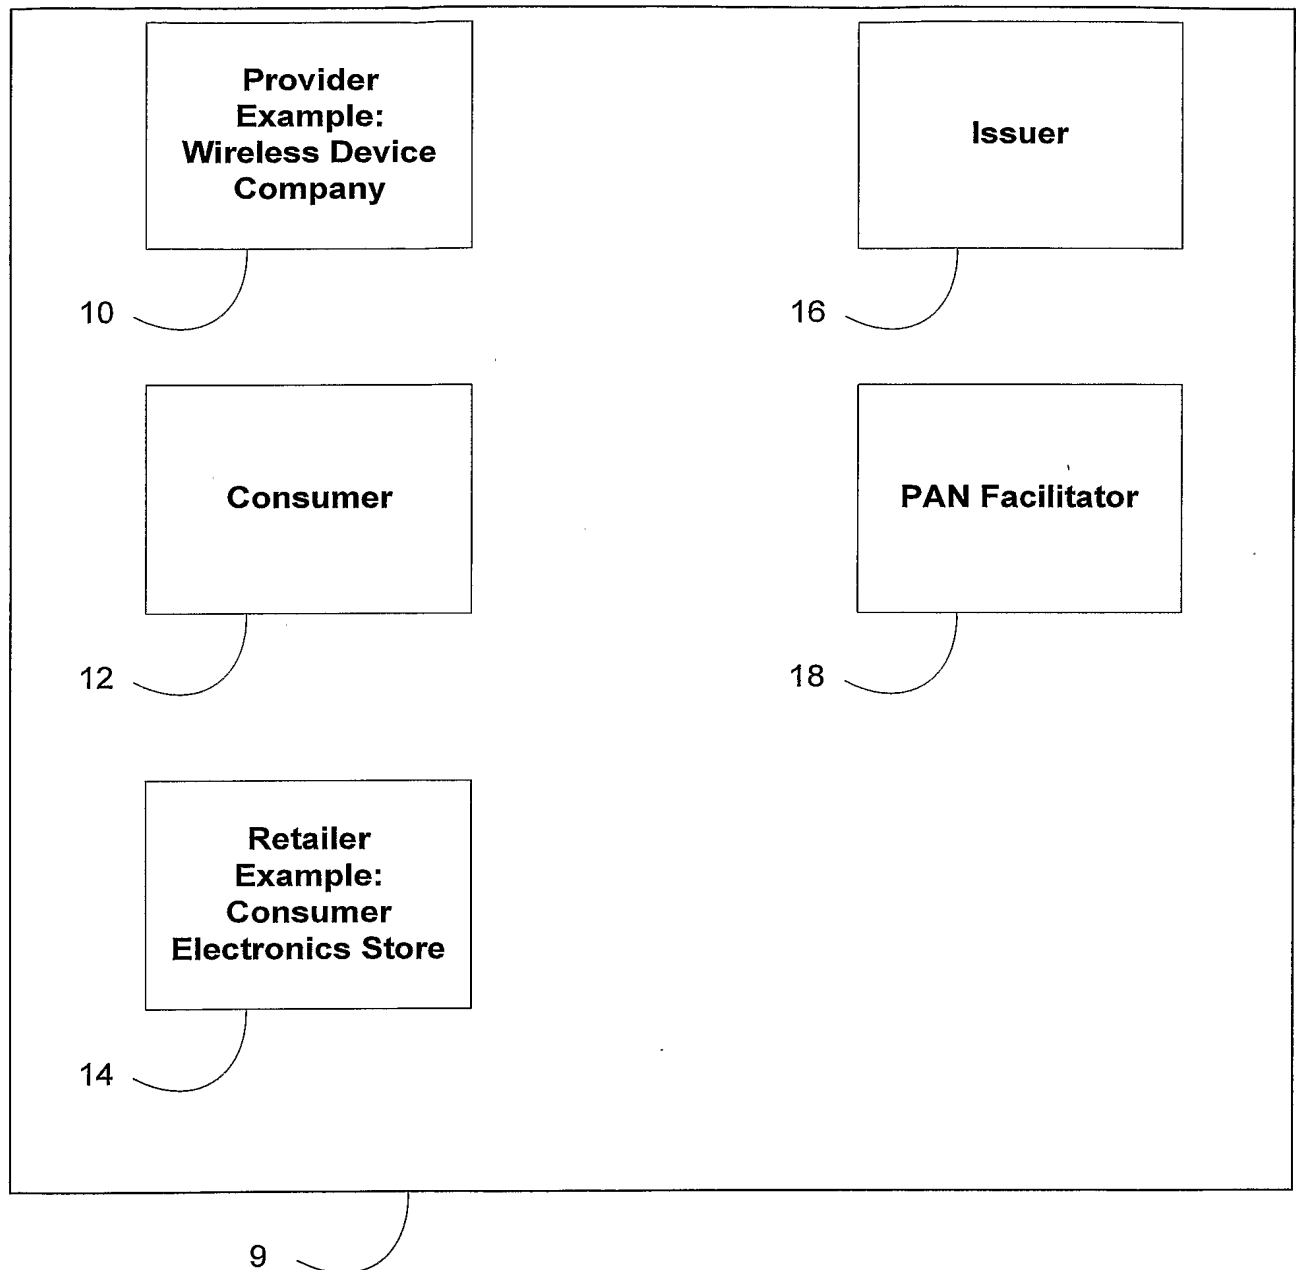 Provider
Example:
Wireless Device
Company
10
Issuer
16
Consumer
12
PAN Facilitator
18
Retailer
Example:
Consumer
Electronics Store
14
9